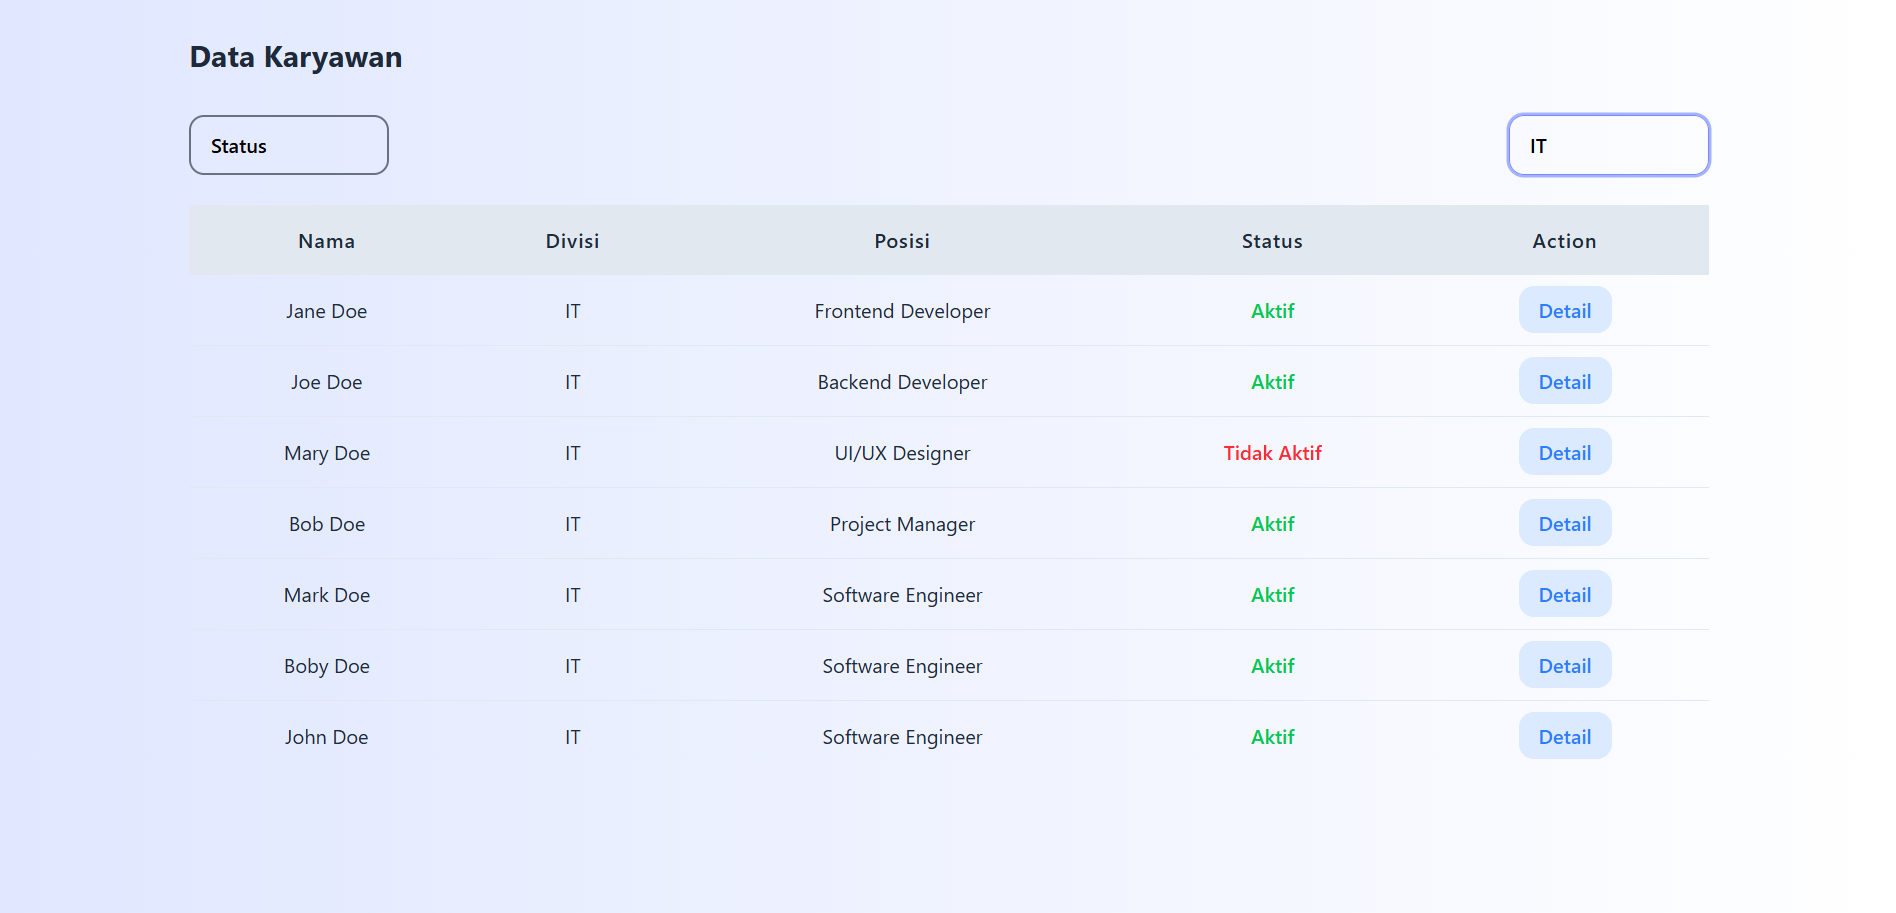 Data Karyawan
Status IT
Nama Divisi Posisi Status Action
Jane Doe IT Frontend Developer Aktif Detail
Joe Doe IT Backend Developer Aktif Detail
Mary Doe IT UI/UX Designer Tidak Aktif Detail
Bob Doe IT Project Manager Aktif Detail
Mark Doe IT Software Engineer Aktif Detail
Boby Doe IT Software Engineer Aktif Detail
John Doe IT Software Engineer Aktif Detail